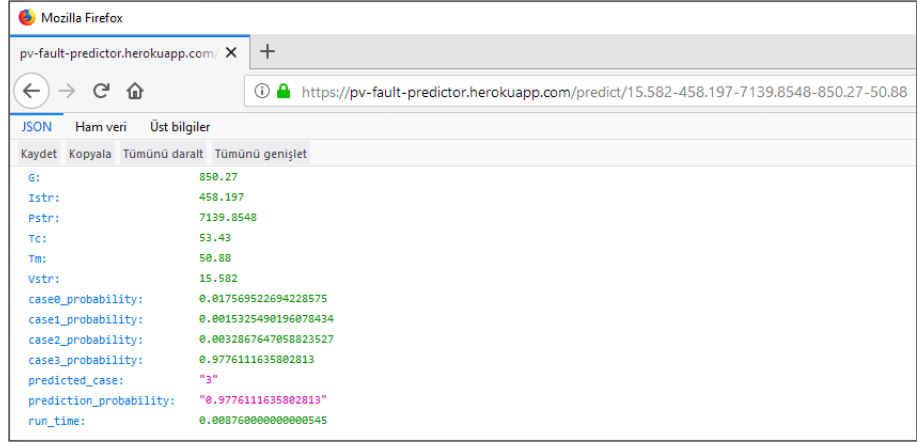 Mozilla Firefox
pv-fault-predictor.herokuapp.com/
https://pv-fault-predictor.herokuapp.com/predict/15.582-458.197-7139.8548-850.27-50.88
JSON Ham veri Üst bilgiler
Kaydet Kopyala Tümünü daralt Tümünü genişlet
G: 850.27
Istr: 458.197
Pstr: 7139.8548
Tc: 53.43
Tm: 50.88
Vstr: 15.582
case0_probability: 0.017569522694228575
case1_probability: 0.0015325490196078434
case2_probability: 0.0032867647058823527
case3_probability: 0.9776111635802813
predicted_case: "3"
prediction_probability: "0.9776111635802813"
run_time: 0.008760000000000545